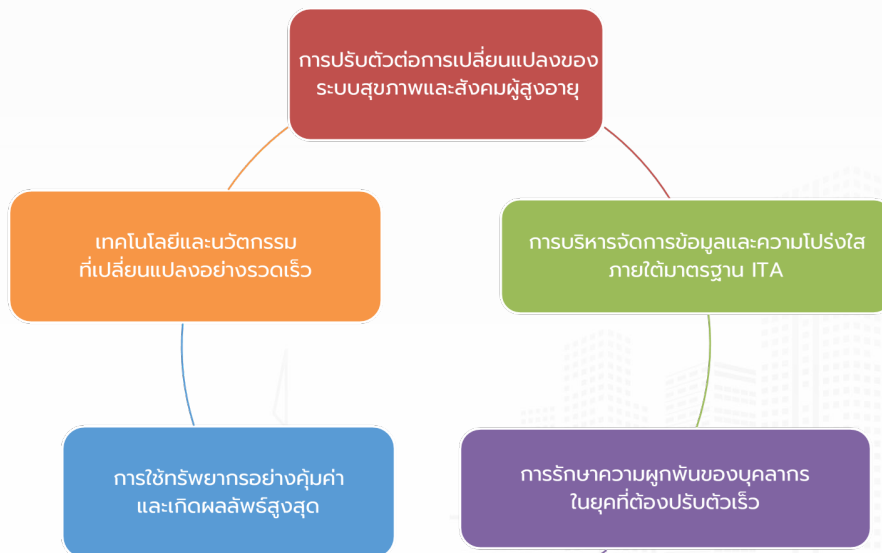 การปรับตัวต่อการเปลี่ยนแปลงของ
ระบบสุขภาพและสังคมผู้สูงอายุ
เทคโนโลยีและนวัตกรรม
ที่เปลี่ยนแปลงอย่างรวดเร็ว
การบริหารจัดการข้อมูลและความโปร่งใส
ภายใต้มาตรฐาน ITA
การใช้ทรัพยากรอย่างคุ้มค่า
และเกิดผลลัพธ์สูงสุด
การรักษาความผูกพันของบุคลากร
ในยุคที่ต้องปรับตัวเร็ว